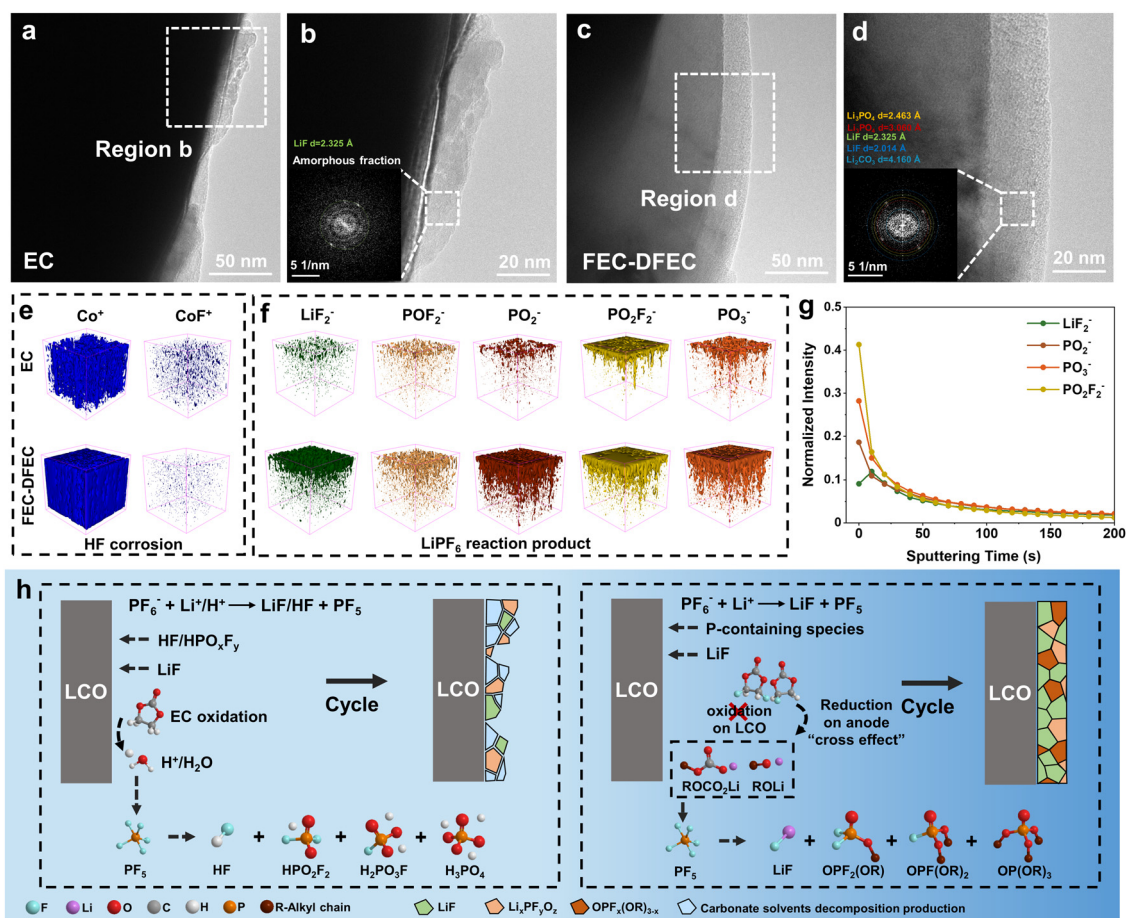 a
Region b
EC
50 nm
b
LiF d=2.325 Å
Amorphous fraction
5 1/nm
20 nm
c
Region d
FEC-DFEC
50 nm
d
Li₃PO₄ d=2.463 Å
LiF d=2.325 Å
LiF d=2.014 Å
Li₂CO₃ d=4.160 Å
5 1/nm
20 nm
e
Co⁺ CoF⁺
EC
FEC-DFEC
HF corrosion
f
LiF₂⁻ POF₂⁻ PO₂⁻ PO₂F₂⁻ PO₃⁻
LiPF₆ reaction product
g
Normalized Intensity
0.5
0.4
0.3
0.2
0.1
0.0
0 50 100 150 200
Sputtering Time (s)
LiF₂⁻
PO₂⁻
PO₃⁻
PO₂F₂⁻
h
PF₆⁻ + Li⁺/H⁺ → LiF/HF + PF₅
HF/HPOₓFᵧ
LiF
LCO
EC oxidation
H⁺/H₂O
Cycle
LCO
PF₅ HF + HPO₂F₂ + H₂PO₃F + H₃PO₄
PF₆⁻ + Li⁺ → LiF + PF₅
P-containing species
LiF
LCO
oxidation
on LCO
Reduction
on anode
"cross effect"
Cycle
LCO
ROCO₂Li ROLi
PF₅ LiF + OPF₂(OR) + OPF(OR)₂ + OP(OR)₃
F Li O C H P R-Alkyl chain LiF LiₓPFᵧO_z OPFₓ(OR)₃₋ₓ Carbonate solvents decomposition production